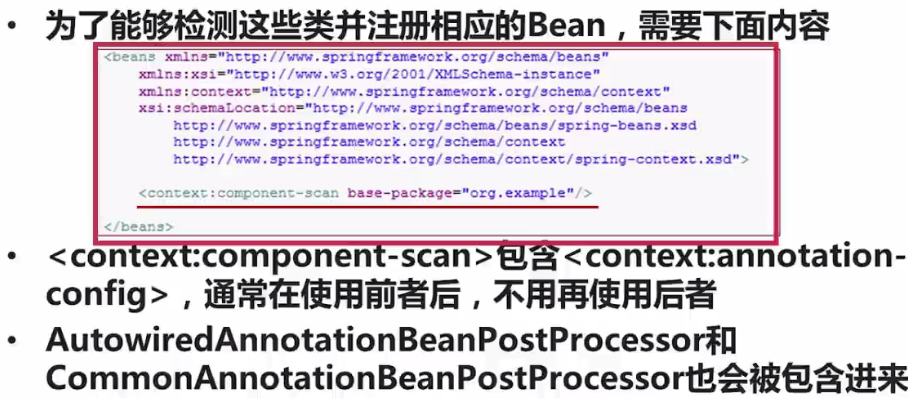 • 为了能够检测这些类并注册相应的Bean，需要下面内容
<beans xmlns="http://www.springframework.org/schema/beans"
xmlns:xsi="http://www.w3.org/2001/XMLSchema-instance"
xmlns:context="http://www.springframework.org/schema/context"
xsi:schemaLocation="http://www.springframework.org/schema/beans
http://www.springframework.org/schema/beans/spring-beans.xsd
http://www.springframework.org/schema/context
http://www.springframework.org/schema/context/spring-context.xsd">
<context:component-scan base-package="org.example"/>
</beans>
• <context:component-scan>包含<context:annotation-
config>，通常在使用前者后，不用再使用后者
• AutowiredAnnotationBeanPostProcessor和
CommonAnnotationBeanPostProcessor也会被包含进来